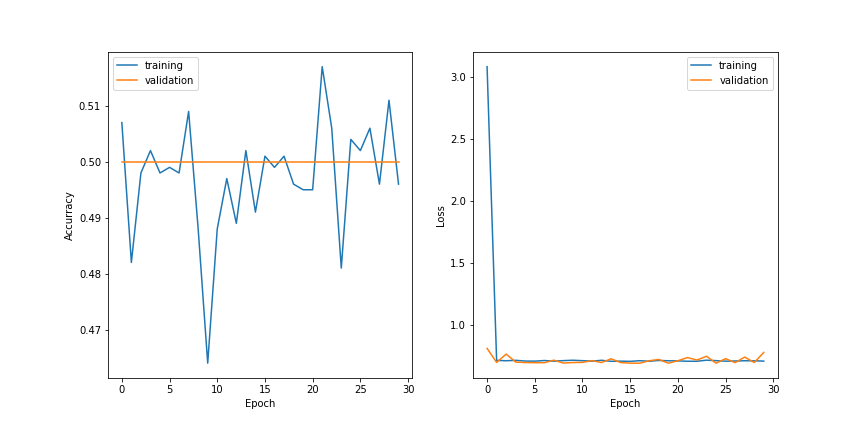 training
validation
0.51
0.50
0.49
0.48
0.47
Accurracy
0 5 10 15 20 25 30
Epoch
training
validation
3.0
2.5
2.0
1.5
1.0
Loss
0 5 10 15 20 25 30
Epoch